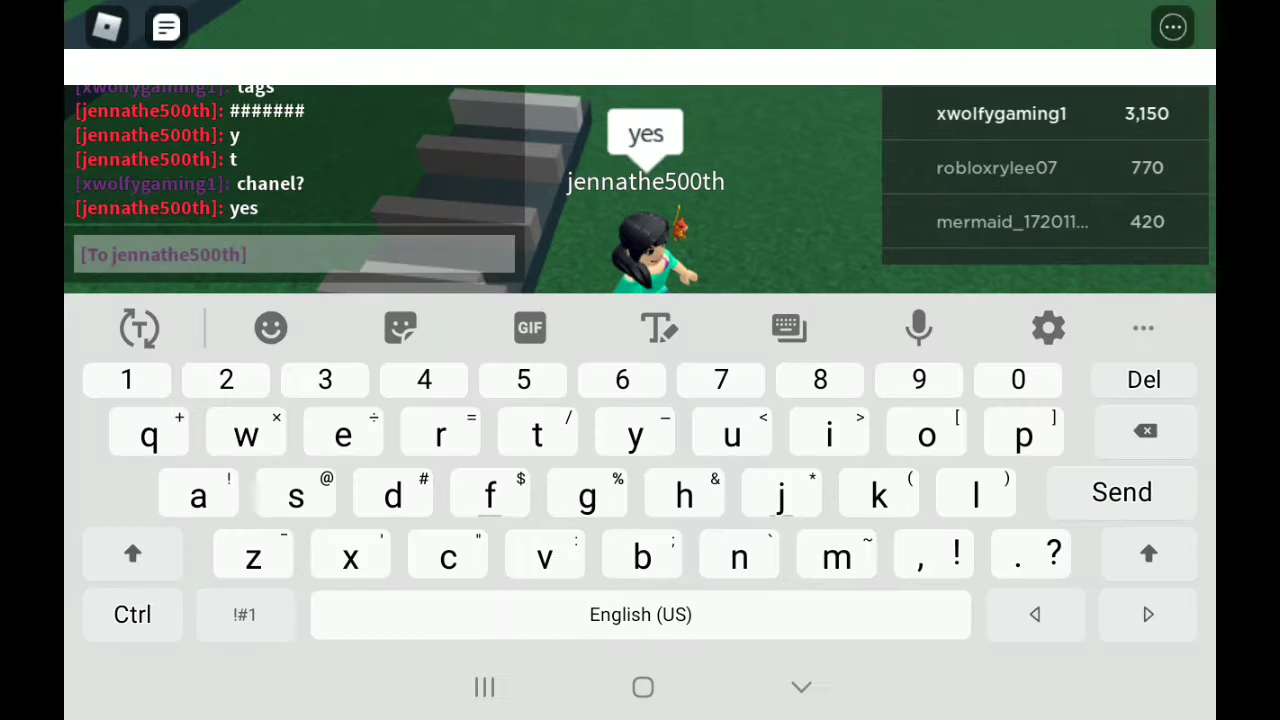 [xwolfygaming1]: tags
[jennathe500th]: #######
[jennathe500th]: y
[jennathe500th]: t
[xwolfygaming1]: chanel?
[jennathe500th]: yes
[To jennathe500th]
yes
jennathe500th
xwolfygaming1 3,150
robloxrylee07 770
mermaid_172011... 420
GIF
1 2 3 4 5 6 7 8 9 0 Del
+ × ÷ = / – < > [ ]
q w e r t y u i o p
! @ # $ % & * ( )
a s d f g h j k l Send
- ' " : ; ` ~ ! ?
z x c v b n m , .
Ctrl !#1 English (US)